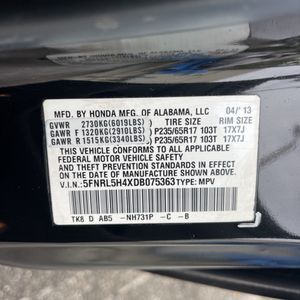 MFD. BY HONDA MFG. OF ALABAMA, LLC 04/'13
TIRE SIZE RIM SIZE
GVWR 2730KG(6019LBS)
GAWR F 1320KG(2910LBS) P235/65R17 103T 17X7J
GAWR R 1515KG(3340LBS) P235/65R17 103T 17X7J
THIS VEHICLE CONFORMS TO ALL APPLICABLE FEDERAL
MOTOR VEHICLE SAFETY, BUMPER, AND THEFT PREVENTION
STANDARDS IN EFFECT ON THE DATE OF MANUFACTURE SHOWN ABOVE.
V.I.N:5FNRL5H4XDB075363 TYPE: MPV
TK8 D AB5 -NH731P -C -B